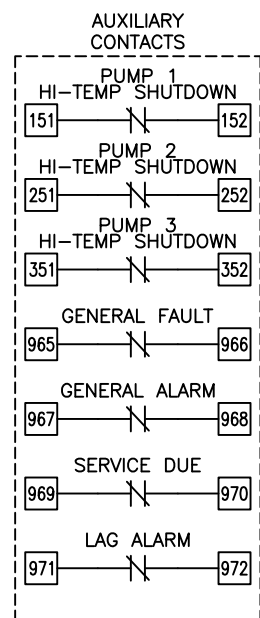 AUXILIARY
CONTACTS
PUMP 1
HI-TEMP SHUTDOWN
151 152
PUMP 2
HI-TEMP SHUTDOWN
251 252
PUMP 3
HI-TEMP SHUTDOWN
351 352
GENERAL FAULT
965 966
GENERAL ALARM
967 968
SERVICE DUE
969 970
LAG ALARM
971 972